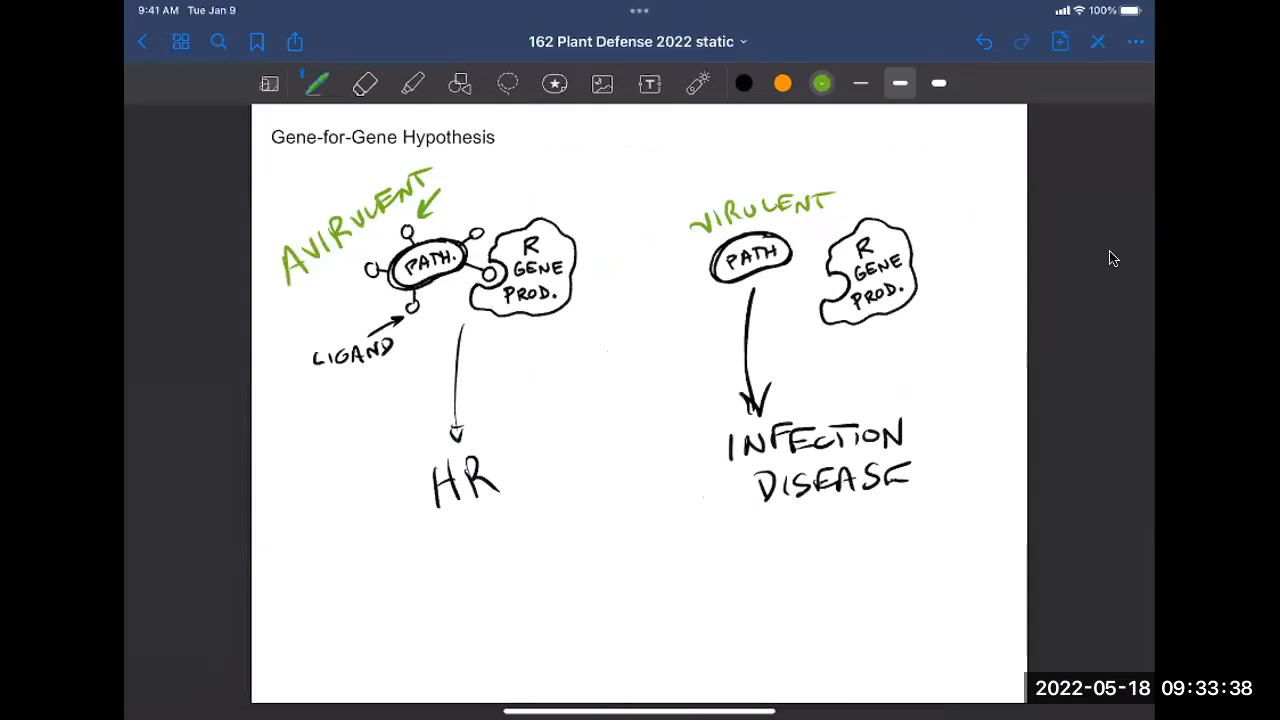 9:41 AM Tue Jan 9
100%
162 Plant Defense 2022 static
Gene-for-Gene Hypothesis
AVIRULENT
PATH.
R
GENE
PROD.
LIGAND
HR
VIRULENT
PATH
R
GENE
PROD.
INFECTION
DISEASE
2022-05-18 09:33:38